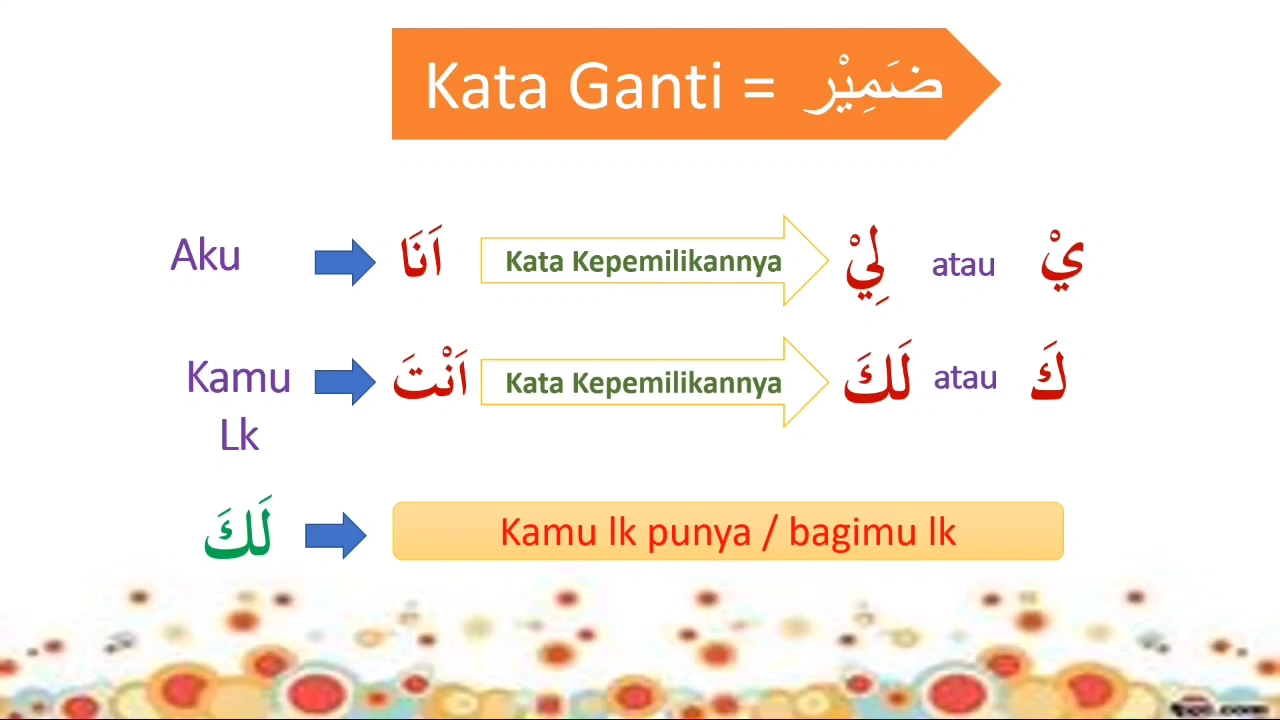 Kata Ganti = ضَمِيْر
Aku اَنَا Kata Kepemilikannya لِيْ atau يْ
Kamu اَنْتَ Kata Kepemilikannya لَكَ atau كَ
Lk
لَكَ Kamu lk punya / bagimu lk